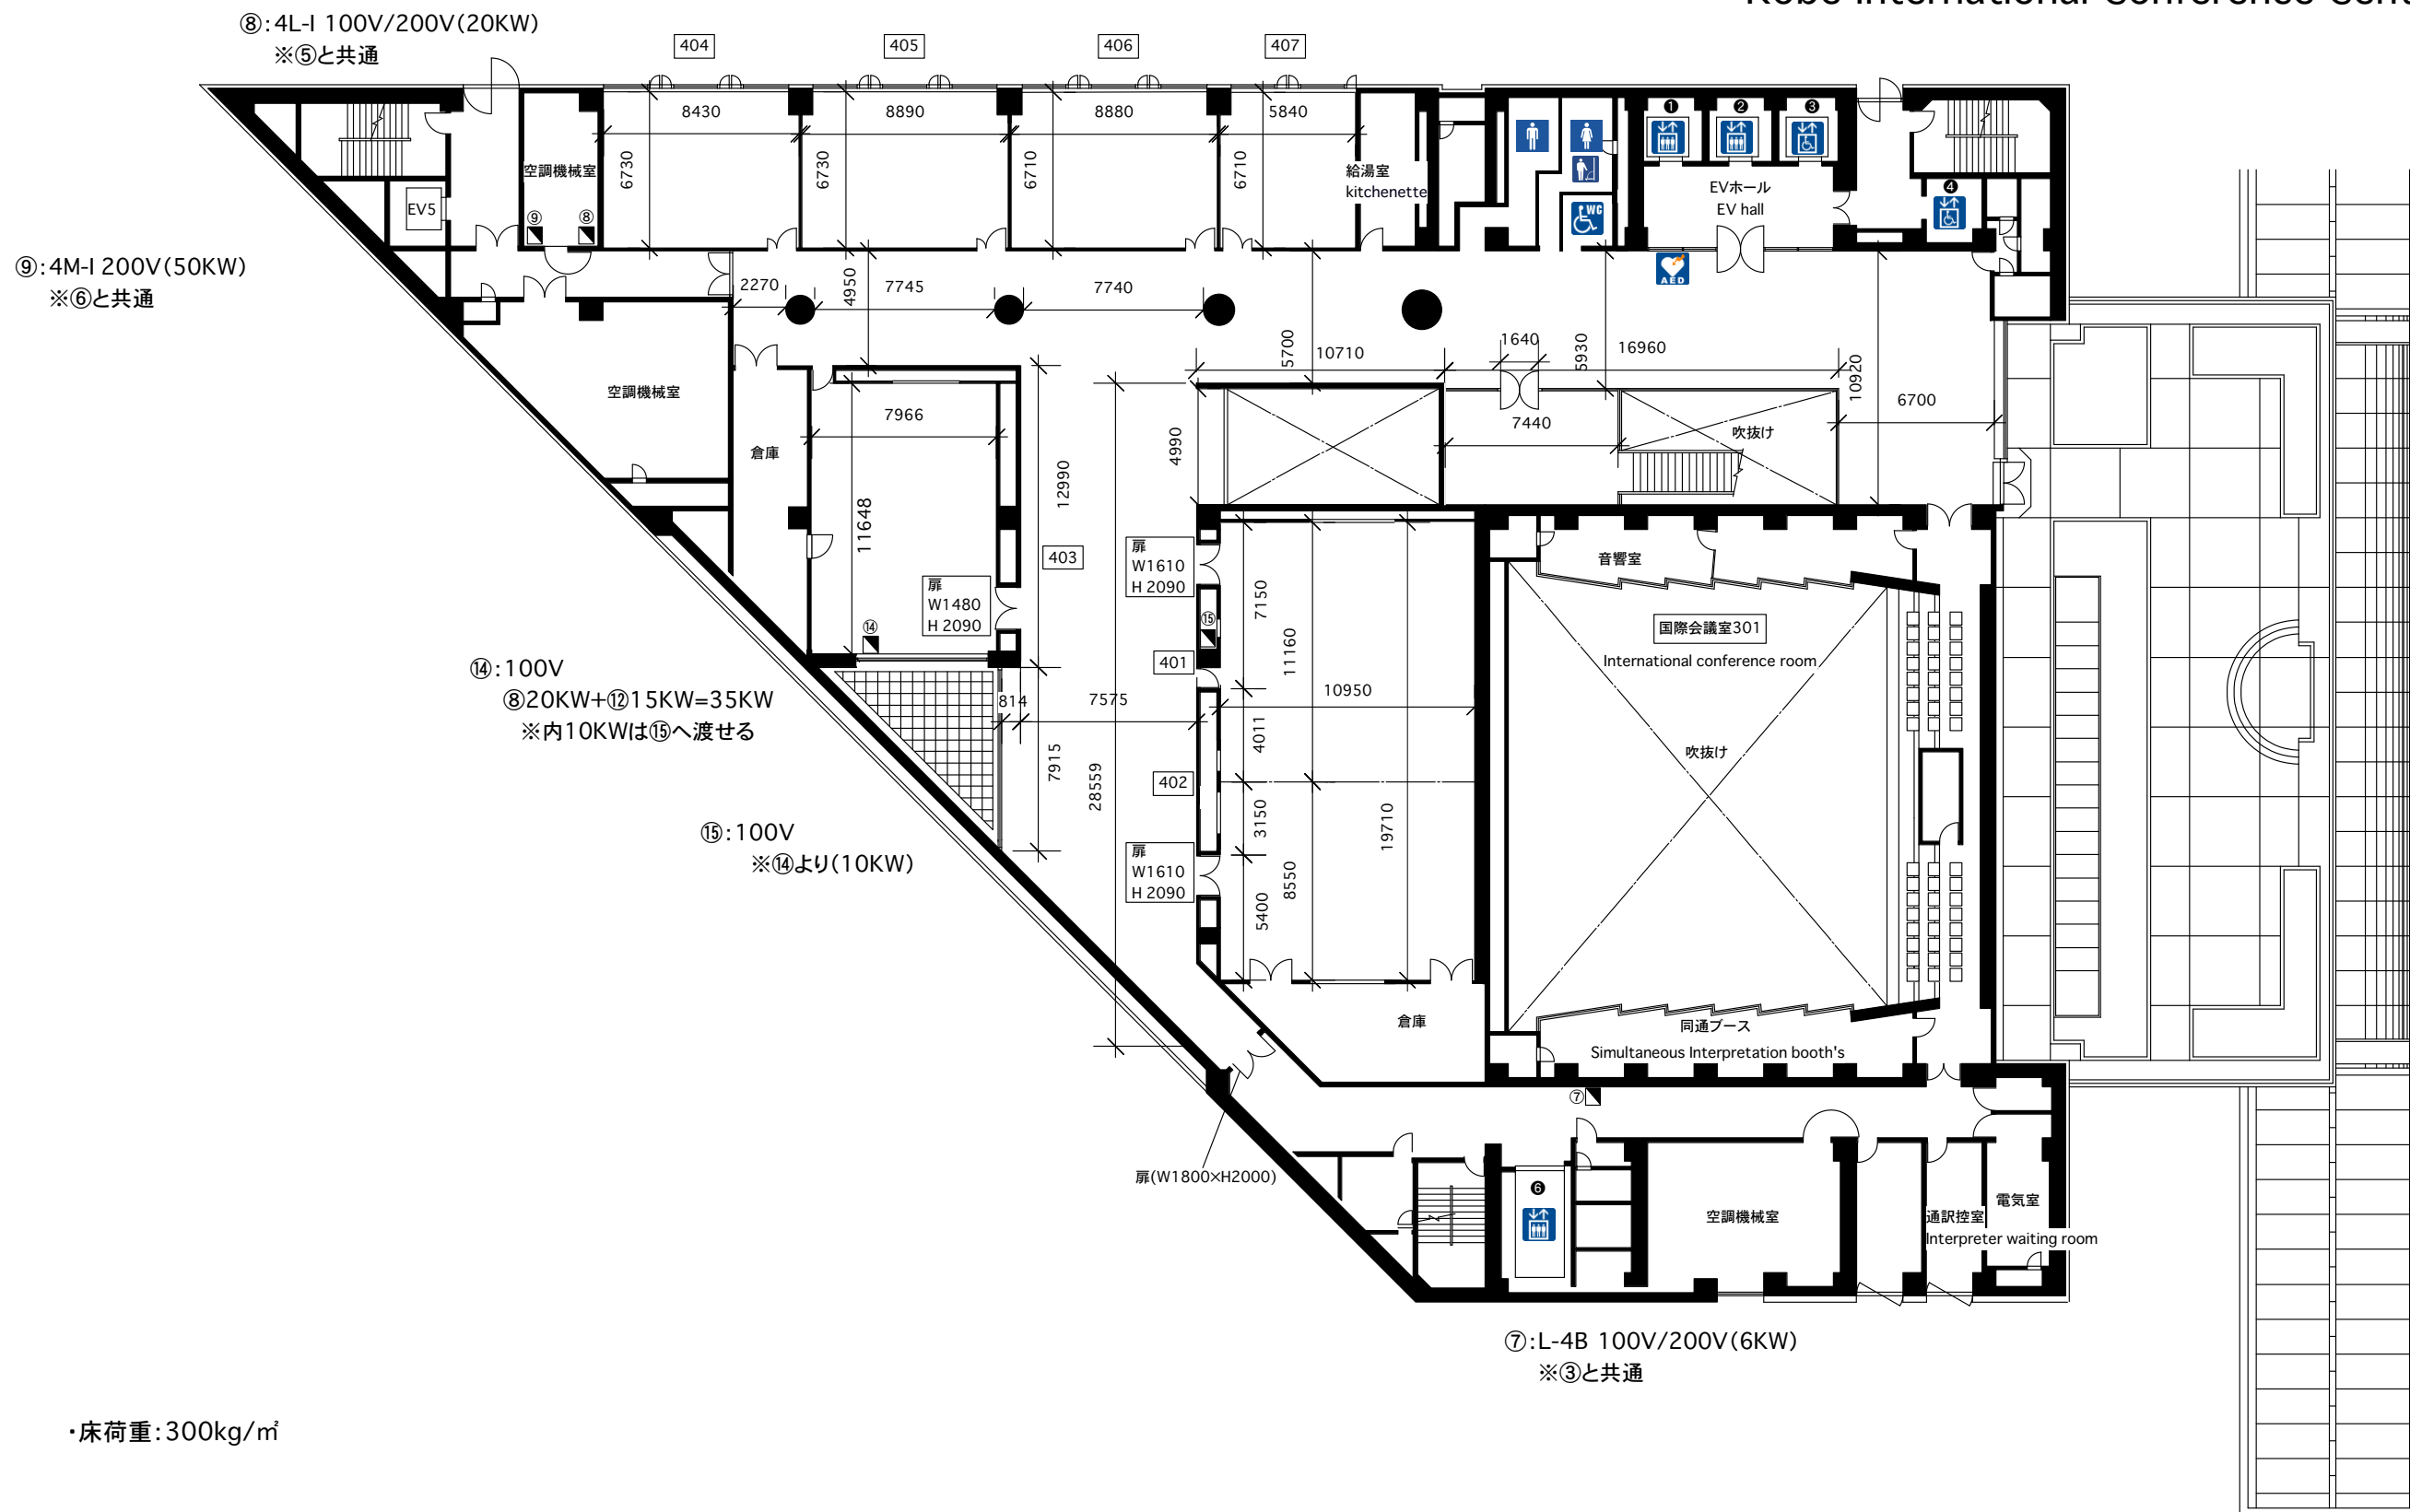 ⑧:4L-I 100V/200V(20KW)
※⑤と共通
404
405
406
407
8430
8890
8880
5840
6730
6730
6710
6710
空調機械室
給湯室
kitchenette
❶
❷
❸
EVホール
EV hall
WC
❹
EV5
⑨
⑧
AED
⑨:4M-I 200V(50KW)
※⑥と共通
2270
4950
7745
7740
5700
10710
1640
5930
16960
10920
6700
空調機械室
倉庫
7966
12990
4990
7440
吹抜け
11648
403
扉
W1610
H 2090
扉
W1480
H 2090
7150
⑮
11160
音響室
国際会議室301
International conference room
⑭
⑭:100V
⑧20KW+⑫15KW=35KW
※内10KWは⑮へ渡せる
401
814
7575
10950
4011
7915
28559
402
吹抜け
⑮:100V
※⑭より(10KW)
3150
19710
扉
W1610
H 2090
8550
5400
倉庫
同通ブース
Simultaneous Interpretation booth's
⑦
扉(W1800×H2000)
❻
空調機械室
通訳控室
Interpreter waiting room
電気室
⑦:L-4B 100V/200V(6KW)
※③と共通
・床荷重:300kg/㎡